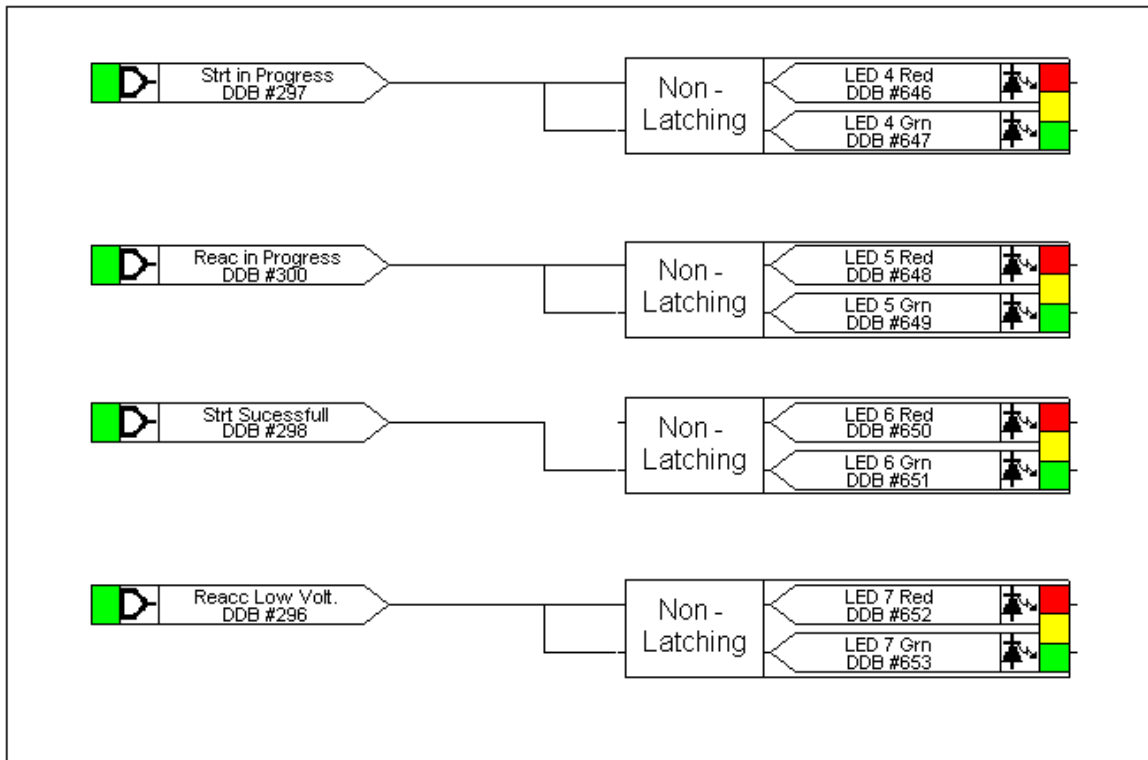 Strt in Progress
DDB #297
Non -
Latching
LED 4 Red
DDB #646
LED 4 Grn
DDB #647
Reac in Progress
DDB #300
Non -
Latching
LED 5 Red
DDB #648
LED 5 Grn
DDB #649
Strt Sucessfull
DDB #298
Non -
Latching
LED 6 Red
DDB #650
LED 6 Grn
DDB #651
Reacc Low Volt.
DDB #296
Non -
Latching
LED 7 Red
DDB #652
LED 7 Grn
DDB #653